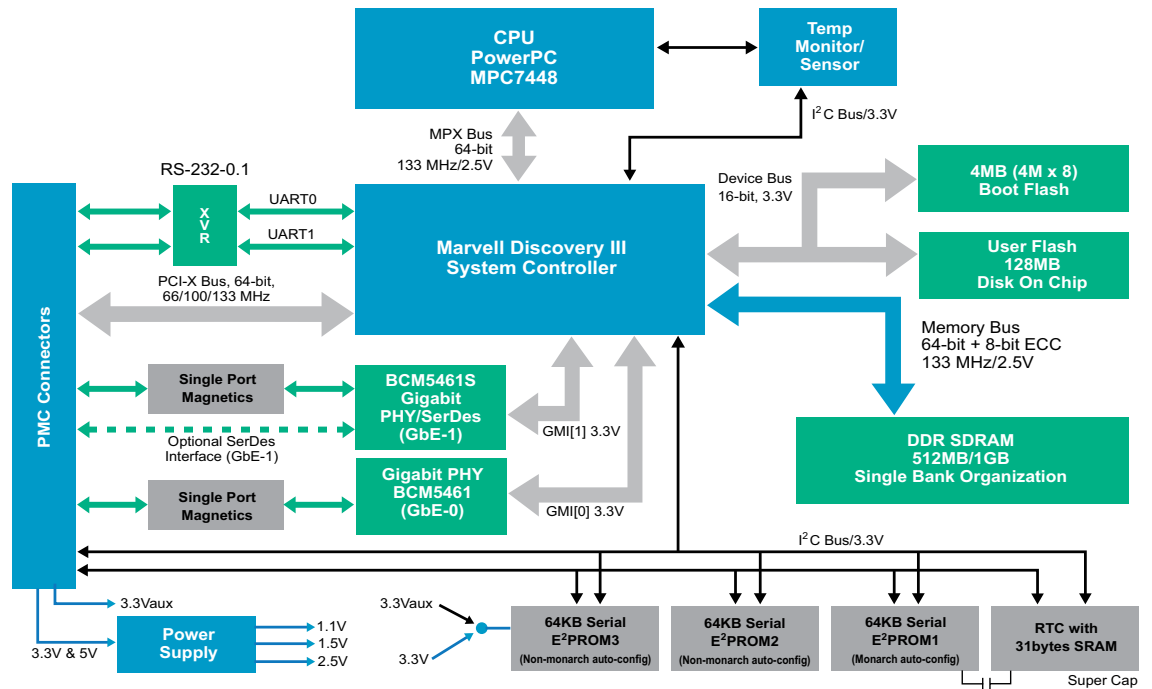 CPU
PowerPC
MPC7448
Temp
Monitor/
Sensor
I²C Bus/3.3V
MPX Bus
64-bit
133 MHz/2.5V
RS-232-0.1
XVR
UART0
UART1
Marvell Discovery III
System Controller
Device Bus
16-bit, 3.3V
4MB (4M x 8)
Boot Flash
User Flash
128MB
Disk On Chip
PCI-X Bus, 64-bit,
66/100/133 MHz
Memory Bus
64-bit + 8-bit ECC
133 MHz/2.5V
PMC Connectors
Single Port
Magnetics
BCM5461S
Gigabit
PHY/SerDes
(GbE-1)
GMI[1] 3.3V
Optional SerDes
Interface (GbE-1)
DDR SDRAM
512MB/1GB
Single Bank Organization
Single Port
Magnetics
Gigabit PHY
BCM5461
(GbE-0)
GMI[0] 3.3V
I²C Bus/3.3V
3.3Vaux
3.3V & 5V
Power
Supply
1.1V
1.5V
2.5V
3.3Vaux
3.3V
64KB Serial
E²PROM3
(Non-monarch auto-config)
64KB Serial
E²PROM2
(Non-monarch auto-config)
64KB Serial
E²PROM1
(Monarch auto-config)
RTC with
31bytes SRAM
Super Cap